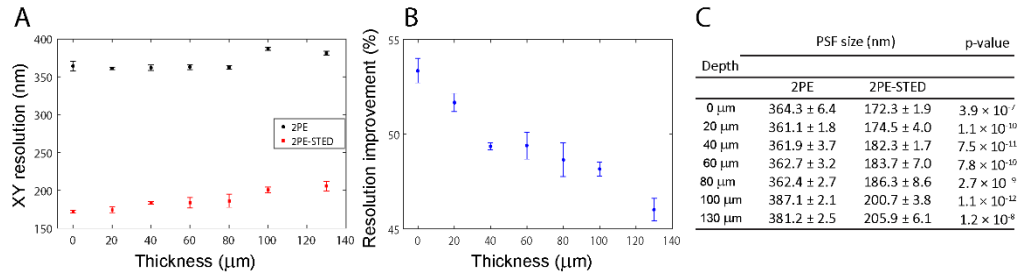 A
XY resolution (nm)
400
350
300
250
200
150
2PE
2PE-STED
0 20 40 60 80 100 120 140
Thickness (μm)
B
Resolution improvement (%)
55
50
45
0 20 40 60 80 100 120 140
Thickness (μm)
C
PSF size (nm) p-value
Depth
2PE 2PE-STED
0 μm 364.3 ± 6.4 172.3 ± 1.9 3.9 × 10⁻⁷
20 μm 361.1 ± 1.8 174.5 ± 4.0 1.1 × 10⁻¹⁰
40 μm 361.9 ± 3.7 182.3 ± 1.7 7.5 × 10⁻¹¹
60 μm 362.7 ± 3.2 183.7 ± 7.0 7.8 × 10⁻¹⁰
80 μm 362.4 ± 2.7 186.3 ± 8.6 2.7 × 10⁻⁹
100 μm 387.1 ± 2.1 200.7 ± 3.8 1.1 × 10⁻¹²
130 μm 381.2 ± 2.5 205.9 ± 6.1 1.2 × 10⁻⁸